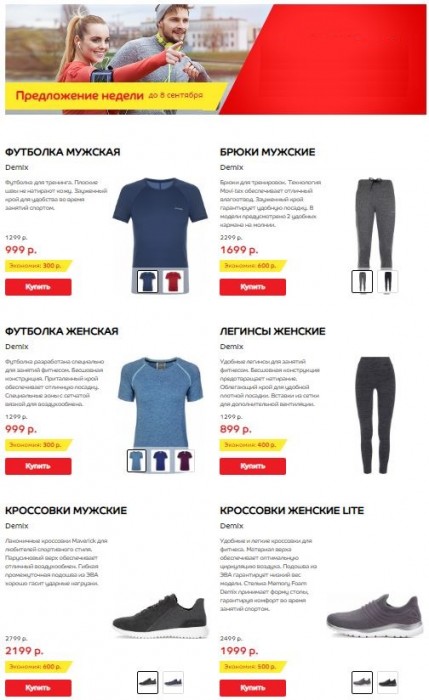 Предложение недели до 8 сентября
ФУТБОЛКА МУЖСКАЯ
Demix
Футболка для тренинга. Плоские
швы не натирают кожу. Зауженный
крой для удобства во время
занятий спортом.
1299 р.
999 р.
Экономия: 300 р.
Купить
БРЮКИ МУЖСКИЕ
Demix
Брюки для тренировок. Технология
Movi-tex обеспечивает отличный
влагоотвод. Зауженный крой
гарантирует удобную посадку. В
модели предусмотрено 2 удобных
кармана на молнии.
2299 р.
1699 р.
Экономия: 600 р.
Купить
ФУТБОЛКА ЖЕНСКАЯ
Demix
Футболка разработана специально
для занятий фитнесом. Бесшовная
конструкция. Приталенный крой
обеспечивает отличную посадку.
Специальные зоны с сетчатой
вязкой для воздухообмена.
1299 р.
999 р.
Экономия: 300 р.
Купить
ЛЕГИНСЫ ЖЕНСКИЕ
Demix
Удобные легинсы для занятий
фитнесом. Бесшовная конструкция
предотвращает натирание.
Облегающий крой для удобной
плотной посадки. Вставки из сетки
для дополнительной вентиляции.
1299 р.
899 р.
Экономия: 400 р.
Купить
КРОССОВКИ МУЖСКИЕ
Demix
Лаконичные кроссовки Maverick для
любителей спортивного стиля.
Парусиновый верх обеспечивает
отличный воздухообмен. Гибкая
промежуточная подошва из ЭВА
хорошо гасит ударные нагрузки.
2799 р.
2199 р.
Экономия: 600 р.
Купить
КРОССОВКИ ЖЕНСКИЕ LITE
Demix
Удобные и легкие кроссовки для
фитнеса. Материал верха
обеспечивает оптимальную
циркуляцию воздуха. Подошва из
ЭВА гарантирует низкий вес
модели. Стелька Memory Foam
Demix принимает форму стопы,
гарантируя комфорт во время
занятий спортом.
2499 р.
1999 р.
Экономия: 500 р.
Купить